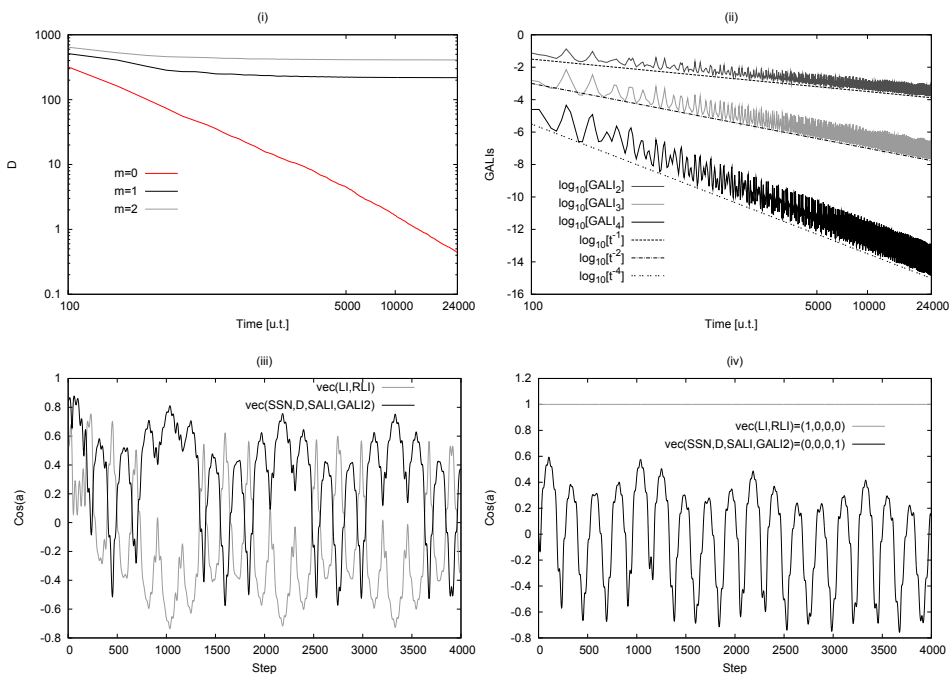 (i)
1000
100
10
1
0.1
D
m=0
m=1
m=2
100
5000
10000
24000
Time [u.t.]
(ii)
0
-2
-4
-6
-8
-10
-12
-14
-16
GALIs
log10[GALI2]
log10[GALI3]
log10[GALI4]
log10[t-1]
log10[t-2]
log10[t-4]
100
5000
10000
24000
Time [u.t.]
(iii)
1
0.8
0.6
0.4
0.2
0
-0.2
-0.4
-0.6
-0.8
Cos(a)
vec(LI,RLI)
vec(SSN,D,SALI,GALI2)
0
500
1000
1500
2000
2500
3000
3500
4000
Step
(iv)
1.2
1
0.8
0.6
0.4
0.2
0
-0.2
-0.4
-0.6
-0.8
Cos(a)
vec(LI,RLI)=(1,0,0,0)
vec(SSN,D,SALI,GALI2)=(0,0,0,1)
0
500
1000
1500
2000
2500
3000
3500
4000
Step